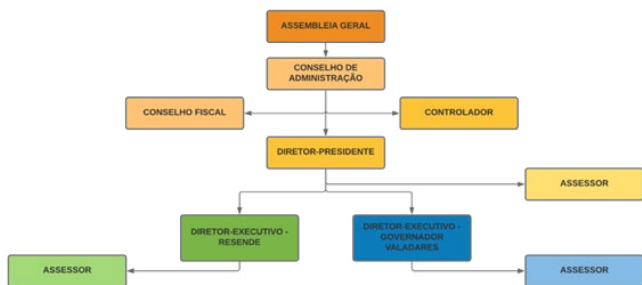 ASSEMBLEIA GERAL
CONSELHO DE
ADMINISTRAÇÃO
CONSELHO FISCAL
CONTROLADOR
DIRETOR-PRESIDENTE
ASSESSOR
DIRETOR-EXECUTIVO -
RESENDE
DIRETOR-EXECUTIVO -
GOVERNADOR
VALADARES
ASSESSOR
ASSESSOR